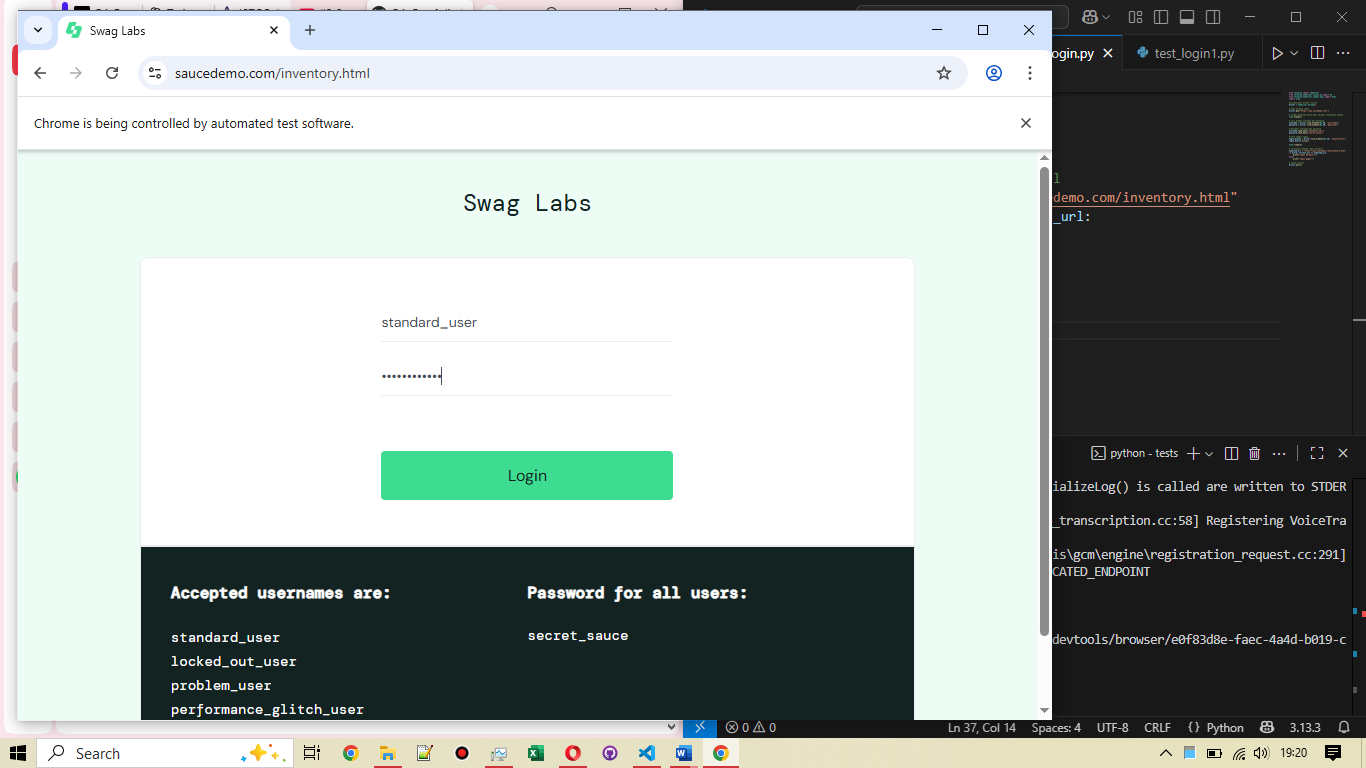 Swag Labs
saucedemo.com/inventory.html
Chrome is being controlled by automated test software.
Swag Labs
standard_user
••••••••••••
Login
Accepted usernames are:
standard_user
locked_out_user
problem_user
performance_glitch_user
Password for all users:
secret_sauce
ogin.py
test_login1.py
l
demo.com/inventory.html"
_url:
python - tests
ializeLog() is called are written to STDER
_transcription.cc:58] Registering VoiceTra
is\gcm\engine\registration_request.cc:291]
CATED_ENDPOINT
devtools/browser/e0f83d8e-faec-4a4d-b019-c
0 0
Ln 37, Col 14
Spaces: 4
UTF-8
CRLF
{ } Python
3.13.3
Search
19:20